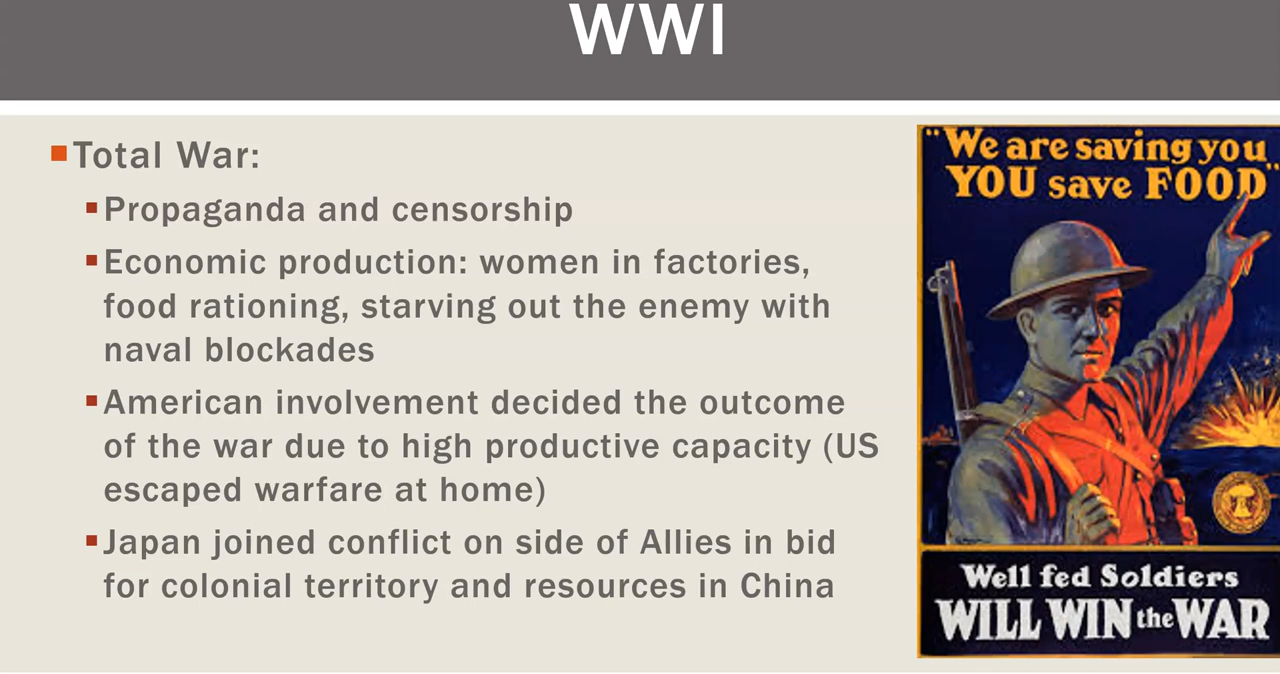 WWI
Total War:
Propaganda and censorship
Economic production: women in factories,
food rationing, starving out the enemy with
naval blockades
American involvement decided the outcome
of the war due to high productive capacity (US
escaped warfare at home)
Japan joined conflict on side of Allies in bid
for colonial territory and resources in China
"We are saving you
YOU save FOOD"
Well fed Soldiers
WILL WIN the WAR